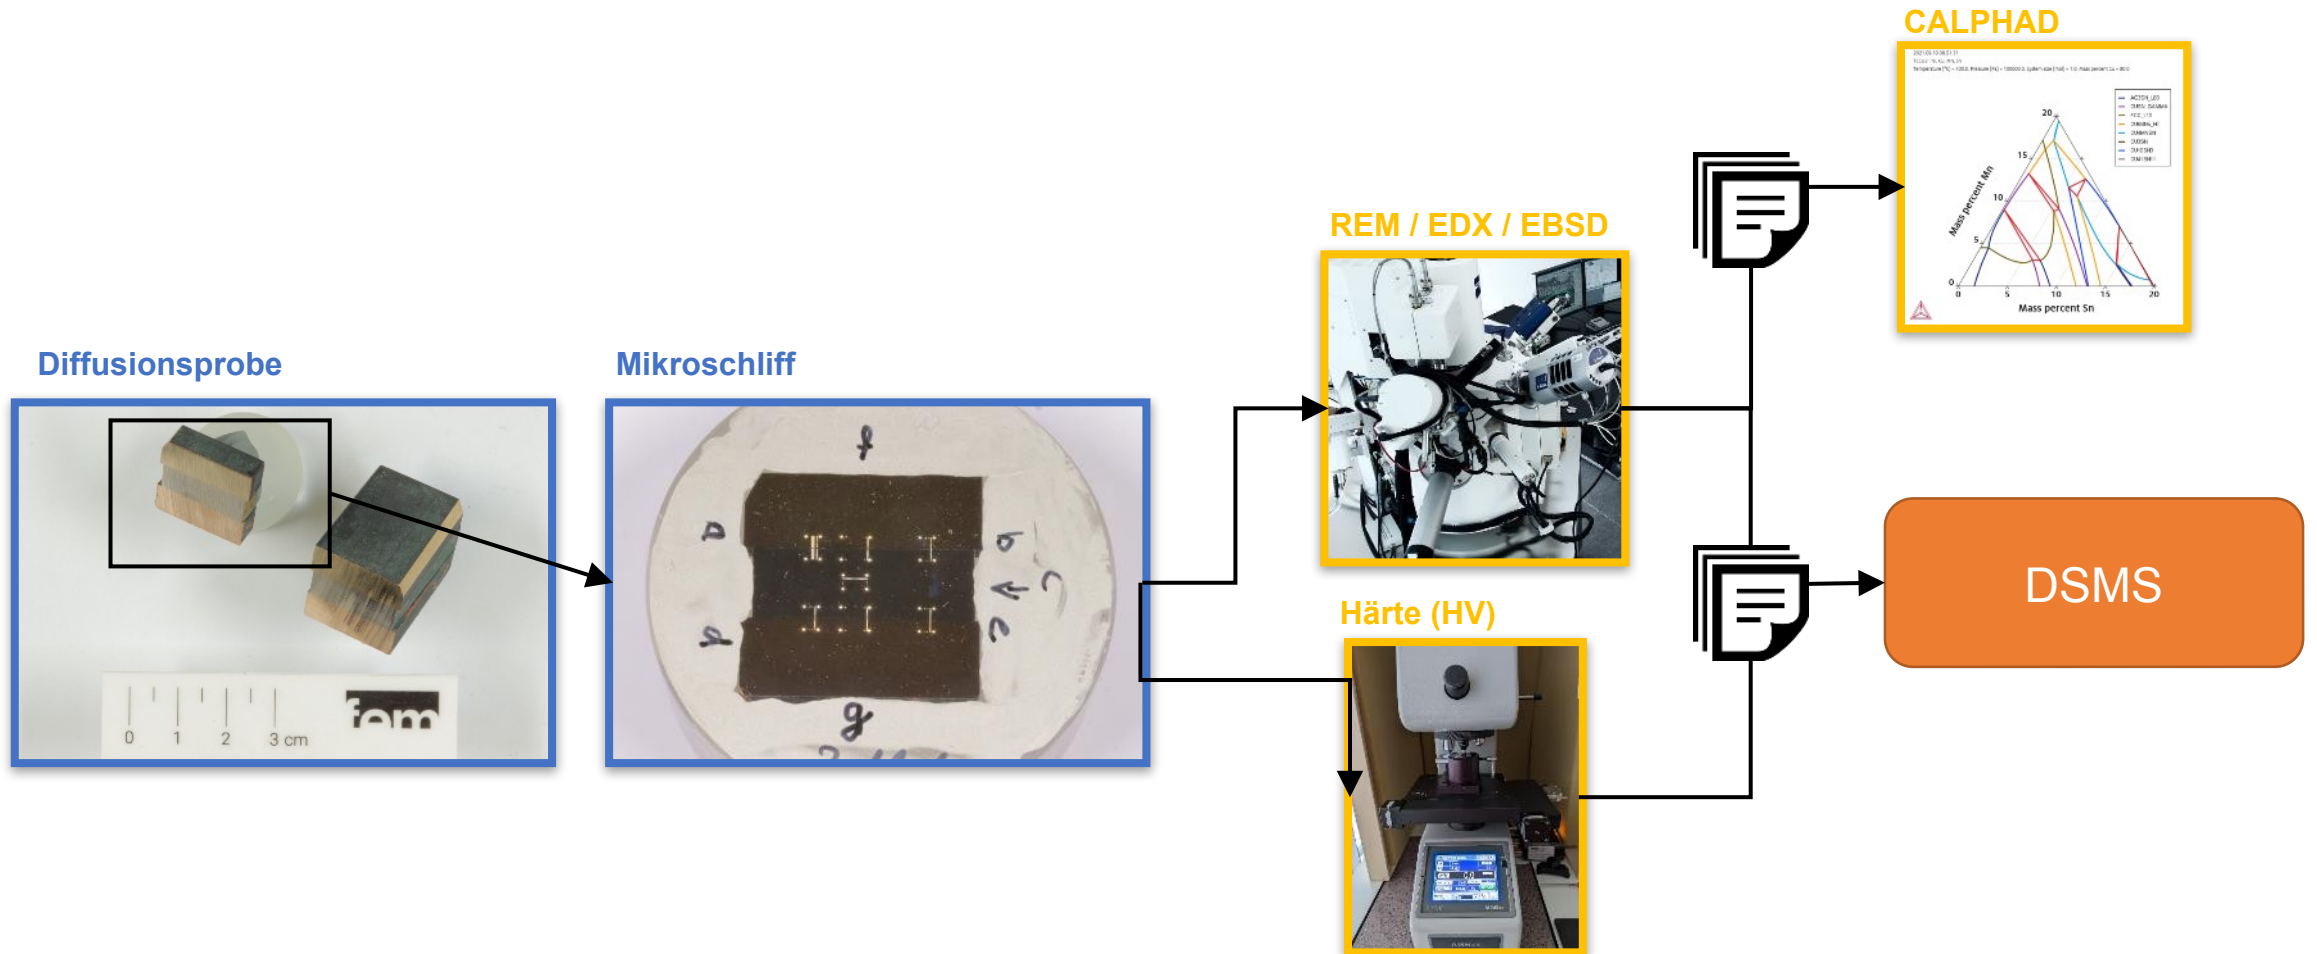 CALPHAD
20
15
10
5
0
Mass percent Mn
0 5 10 15 20
Mass percent Sn
REM / EDX / EBSD
Diffusionsprobe
Mikroschliff
f
a
b
c
e
d
g
0 1 2 3 cm
fem
Härte (HV)
DSMS